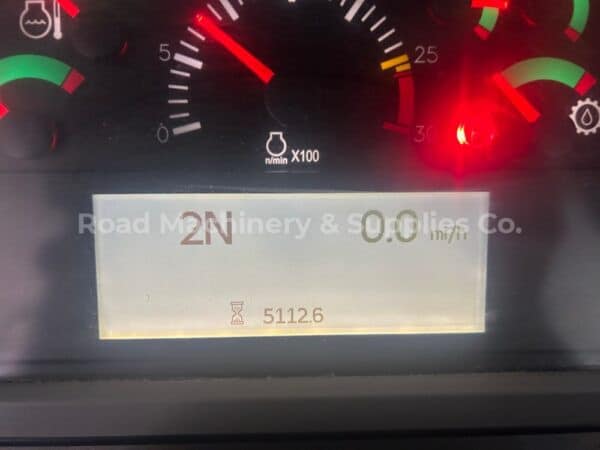 5
25
0
30
n/min X100
Road Machinery & Supplies Co.
2N 0.0 mi/h
5112.6